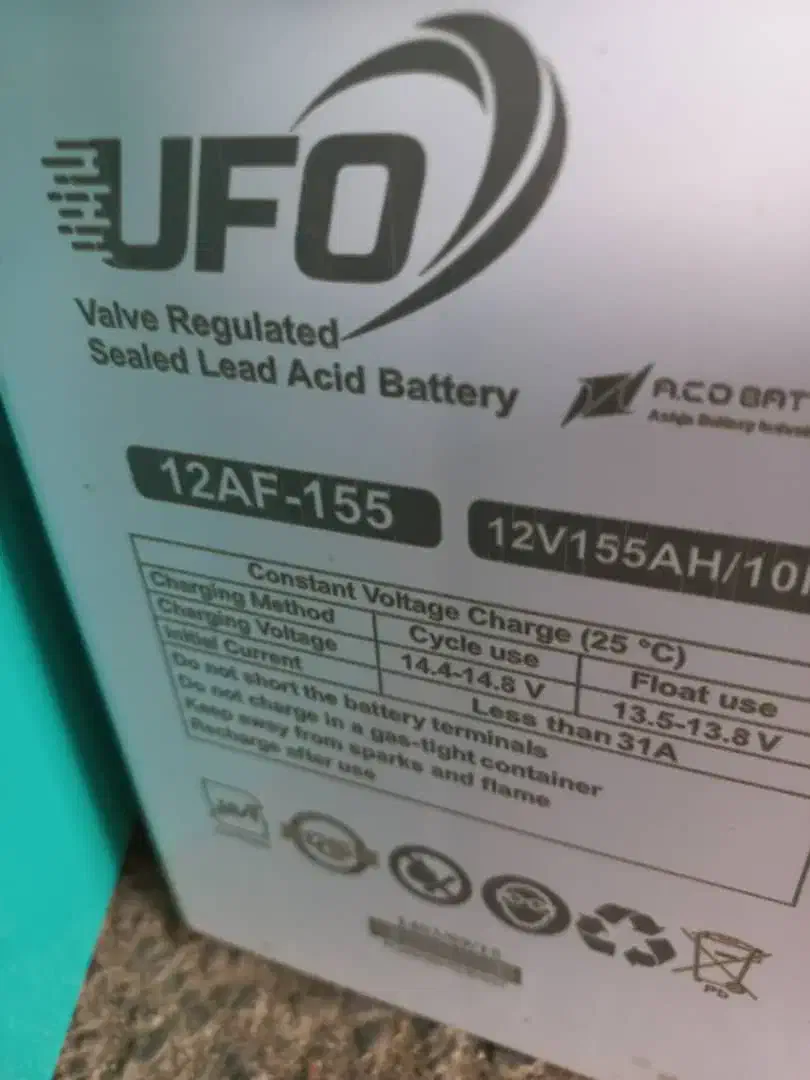 UFO
Valve Regulated
Sealed Lead Acid Battery
A.CO BAT
12AF-155
12V155AH/10
Constant Voltage Charge (25 °C)
Charging Method Cycle use Float use
Charging Voltage 14.4-14.8 V 13.5-13.8 V
Initial Current Less than 31A
Do not short the battery terminals
Do not charge in a gas-tight container
Keep away from sparks and flame
Recharge after use
Pb